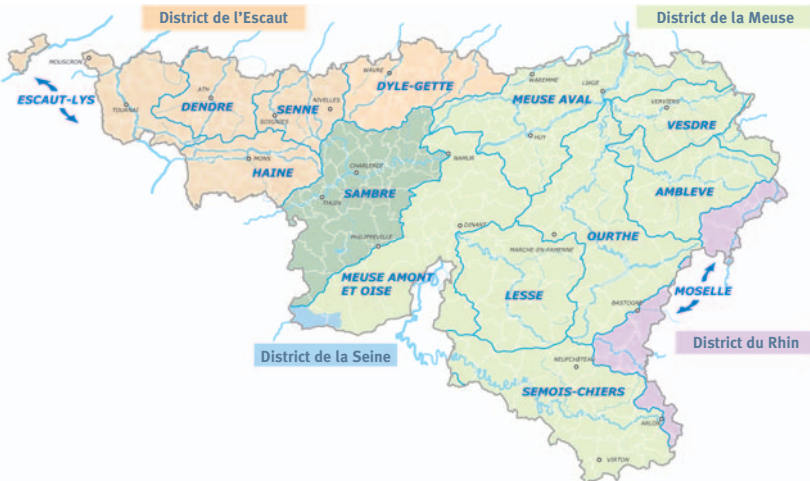 District de l'Escaut
District de la Meuse
MOUSCRON
ESCAUT-LYS
TOURNAI
ATH
DENDRE
SENNE
SOIGNIES
NIVELLES
WAVRE
DYLE-GETTE
WAREMME
LIEGE
MEUSE AVAL
VERVIERS
VESDRE
HAINE
MONS
CHARLEROI
SAMBRE
THUIN
NAMUR
HUY
AMBLEVE
PHILIPPEVILLE
DINANT
MARCHE-EN-FAMENNE
OURTHE
MEUSE AMONT
ET OISE
LESSE
BASTOGNE
MOSELLE
District de la Seine
District du Rhin
NEUFCHÂTEAU
SEMOIS-CHIERS
ARLON
VIRTON